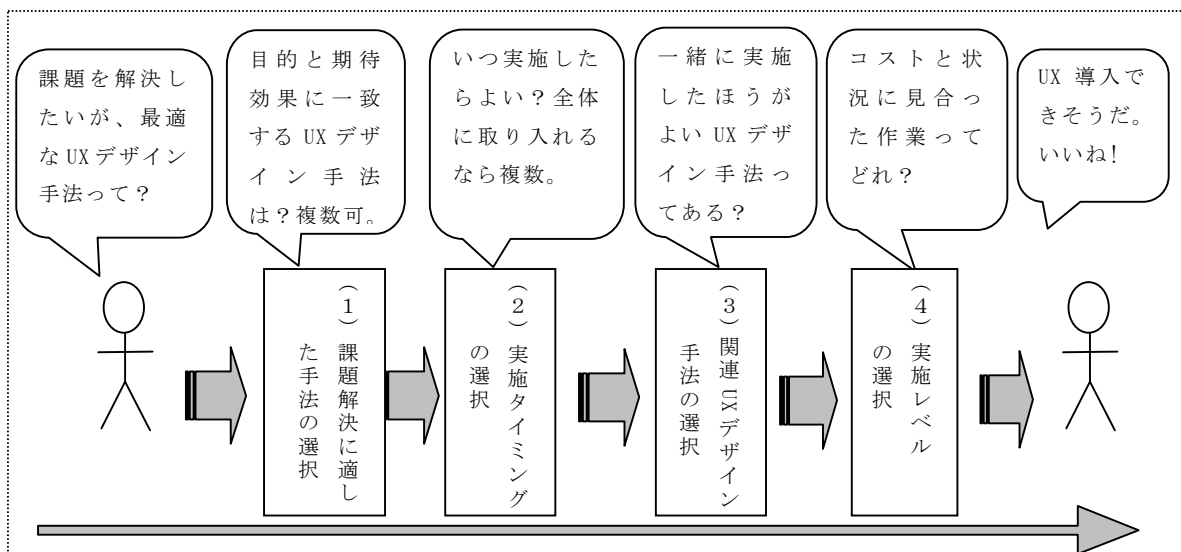 課題を解決し
たいが、最適
なUXデザイン
手法って？
目的と期待
効果に一致
するUXデザ
イン手法
は？複数可。
いつ実施した
らよい？全体
に取り入れる
なら複数。
一緒に実施
したほうが
よいUXデザ
イン手法っ
てある？
コストと状
況に見合っ
た作業って
どれ？
UX 導入で
きそうだ。
いいね!
（１）課題解決に適し
た手法の選択
（２）実施タイミング
の選択
（３）関連UXデザイン
手法の選択
（４）実施レベル
の選択